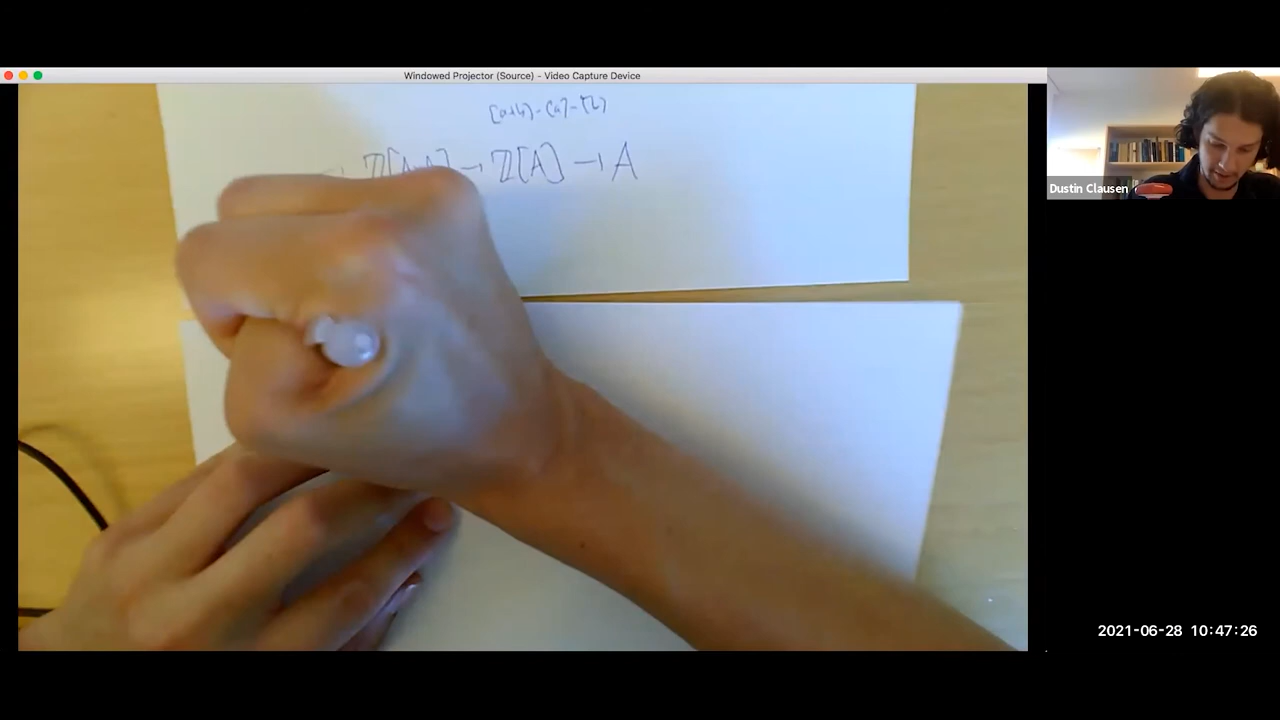 Windowed Projector (Source) - Video Capture Device
[a+b]-[a]-[b]
→ ℤ[A×A] → ℤ[A] → A
Dustin Clausen
2021-06-28 10:47:26